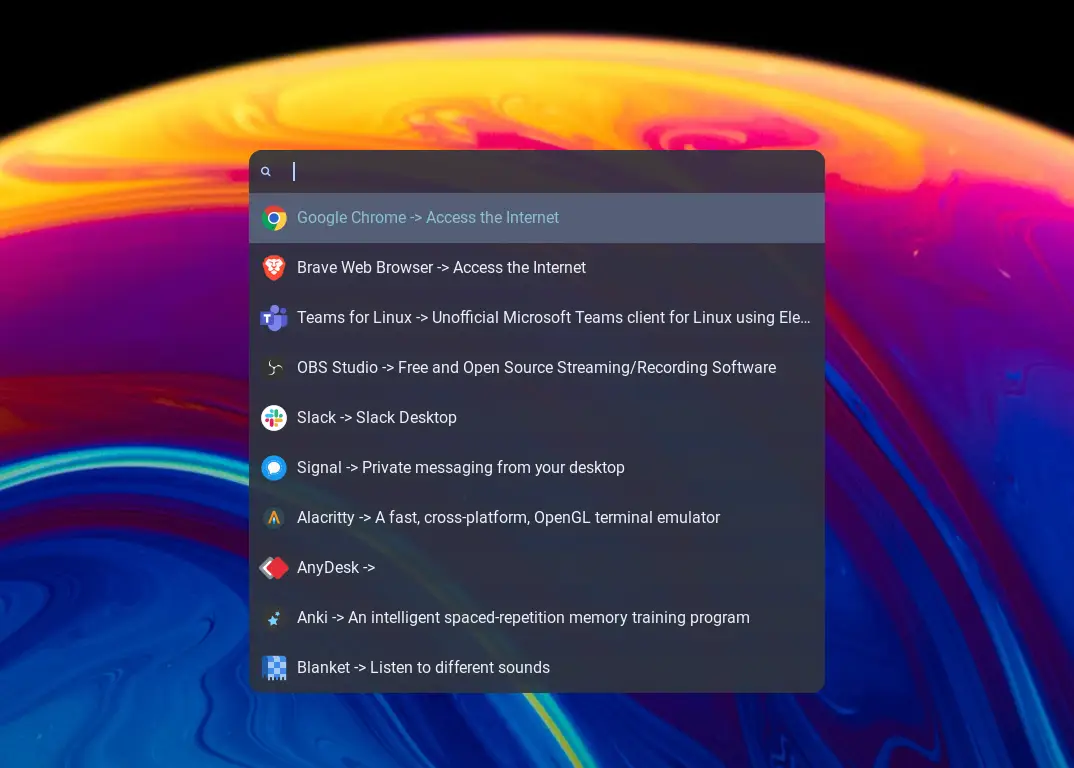 Google Chrome -> Access the Internet
Brave Web Browser -> Access the Internet
Teams for Linux -> Unofficial Microsoft Teams client for Linux using Ele...
OBS Studio -> Free and Open Source Streaming/Recording Software
Slack -> Slack Desktop
Signal -> Private messaging from your desktop
Alacritty -> A fast, cross-platform, OpenGL terminal emulator
AnyDesk ->
Anki -> An intelligent spaced-repetition memory training program
Blanket -> Listen to different sounds